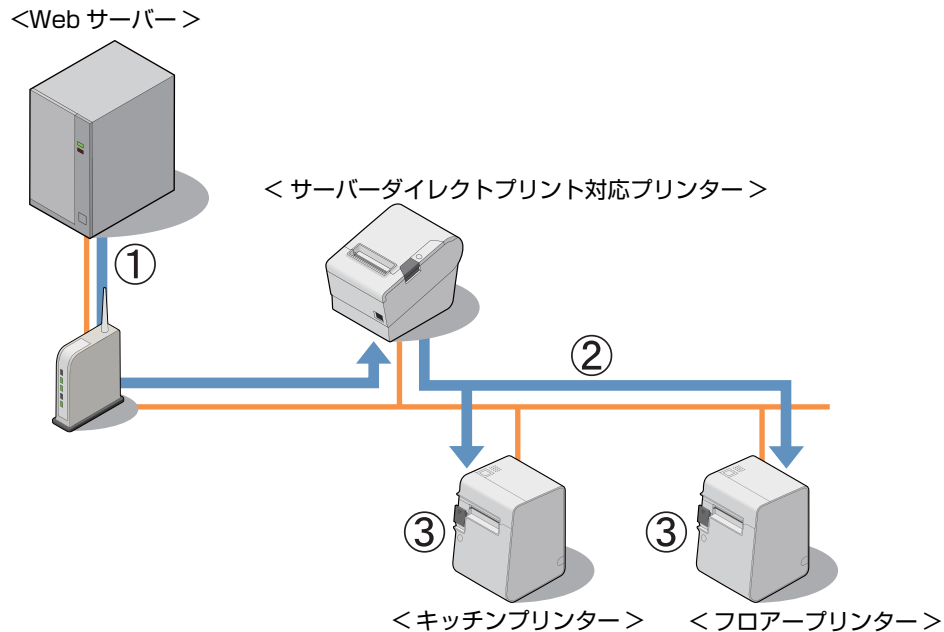 ＜Web サーバー＞
①
＜サーバーダイレクトプリント対応プリンター＞
②
③
③
＜キッチンプリンター＞
＜フロアープリンター＞